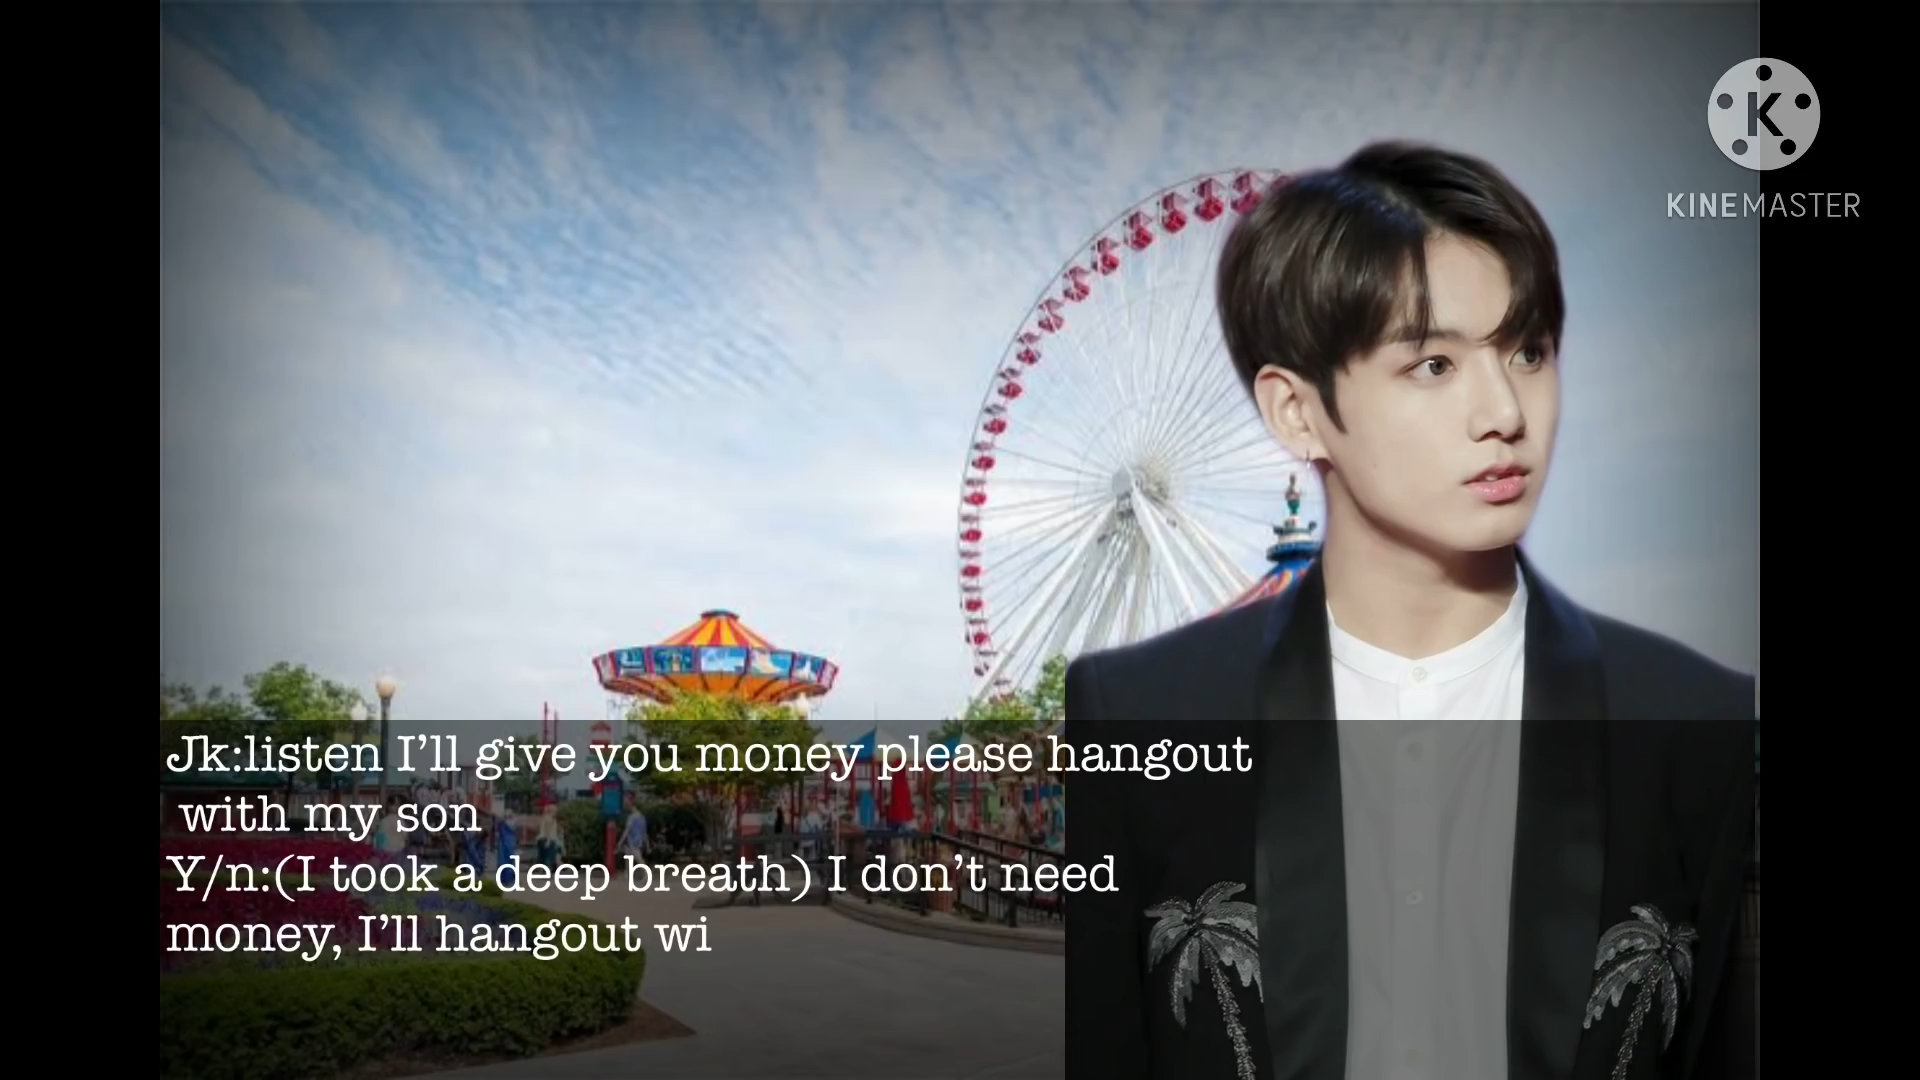 K
KINEMASTER
Jk:listen I’ll give you money please hangout
with my son
Y/n:(I took a deep breath) I don’t need
money, I’ll hangout wi